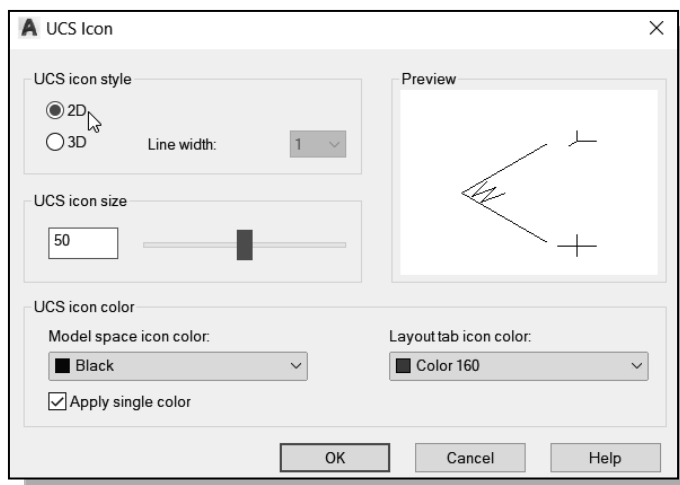 A UCS Icon
UCS icon style
2D
3D
Line width:
1
Preview
W
Y
X
UCS icon size
50
UCS icon color
Model space icon color:
Black
Layout tab icon color:
Color 160
Apply single color
OK
Cancel
Help